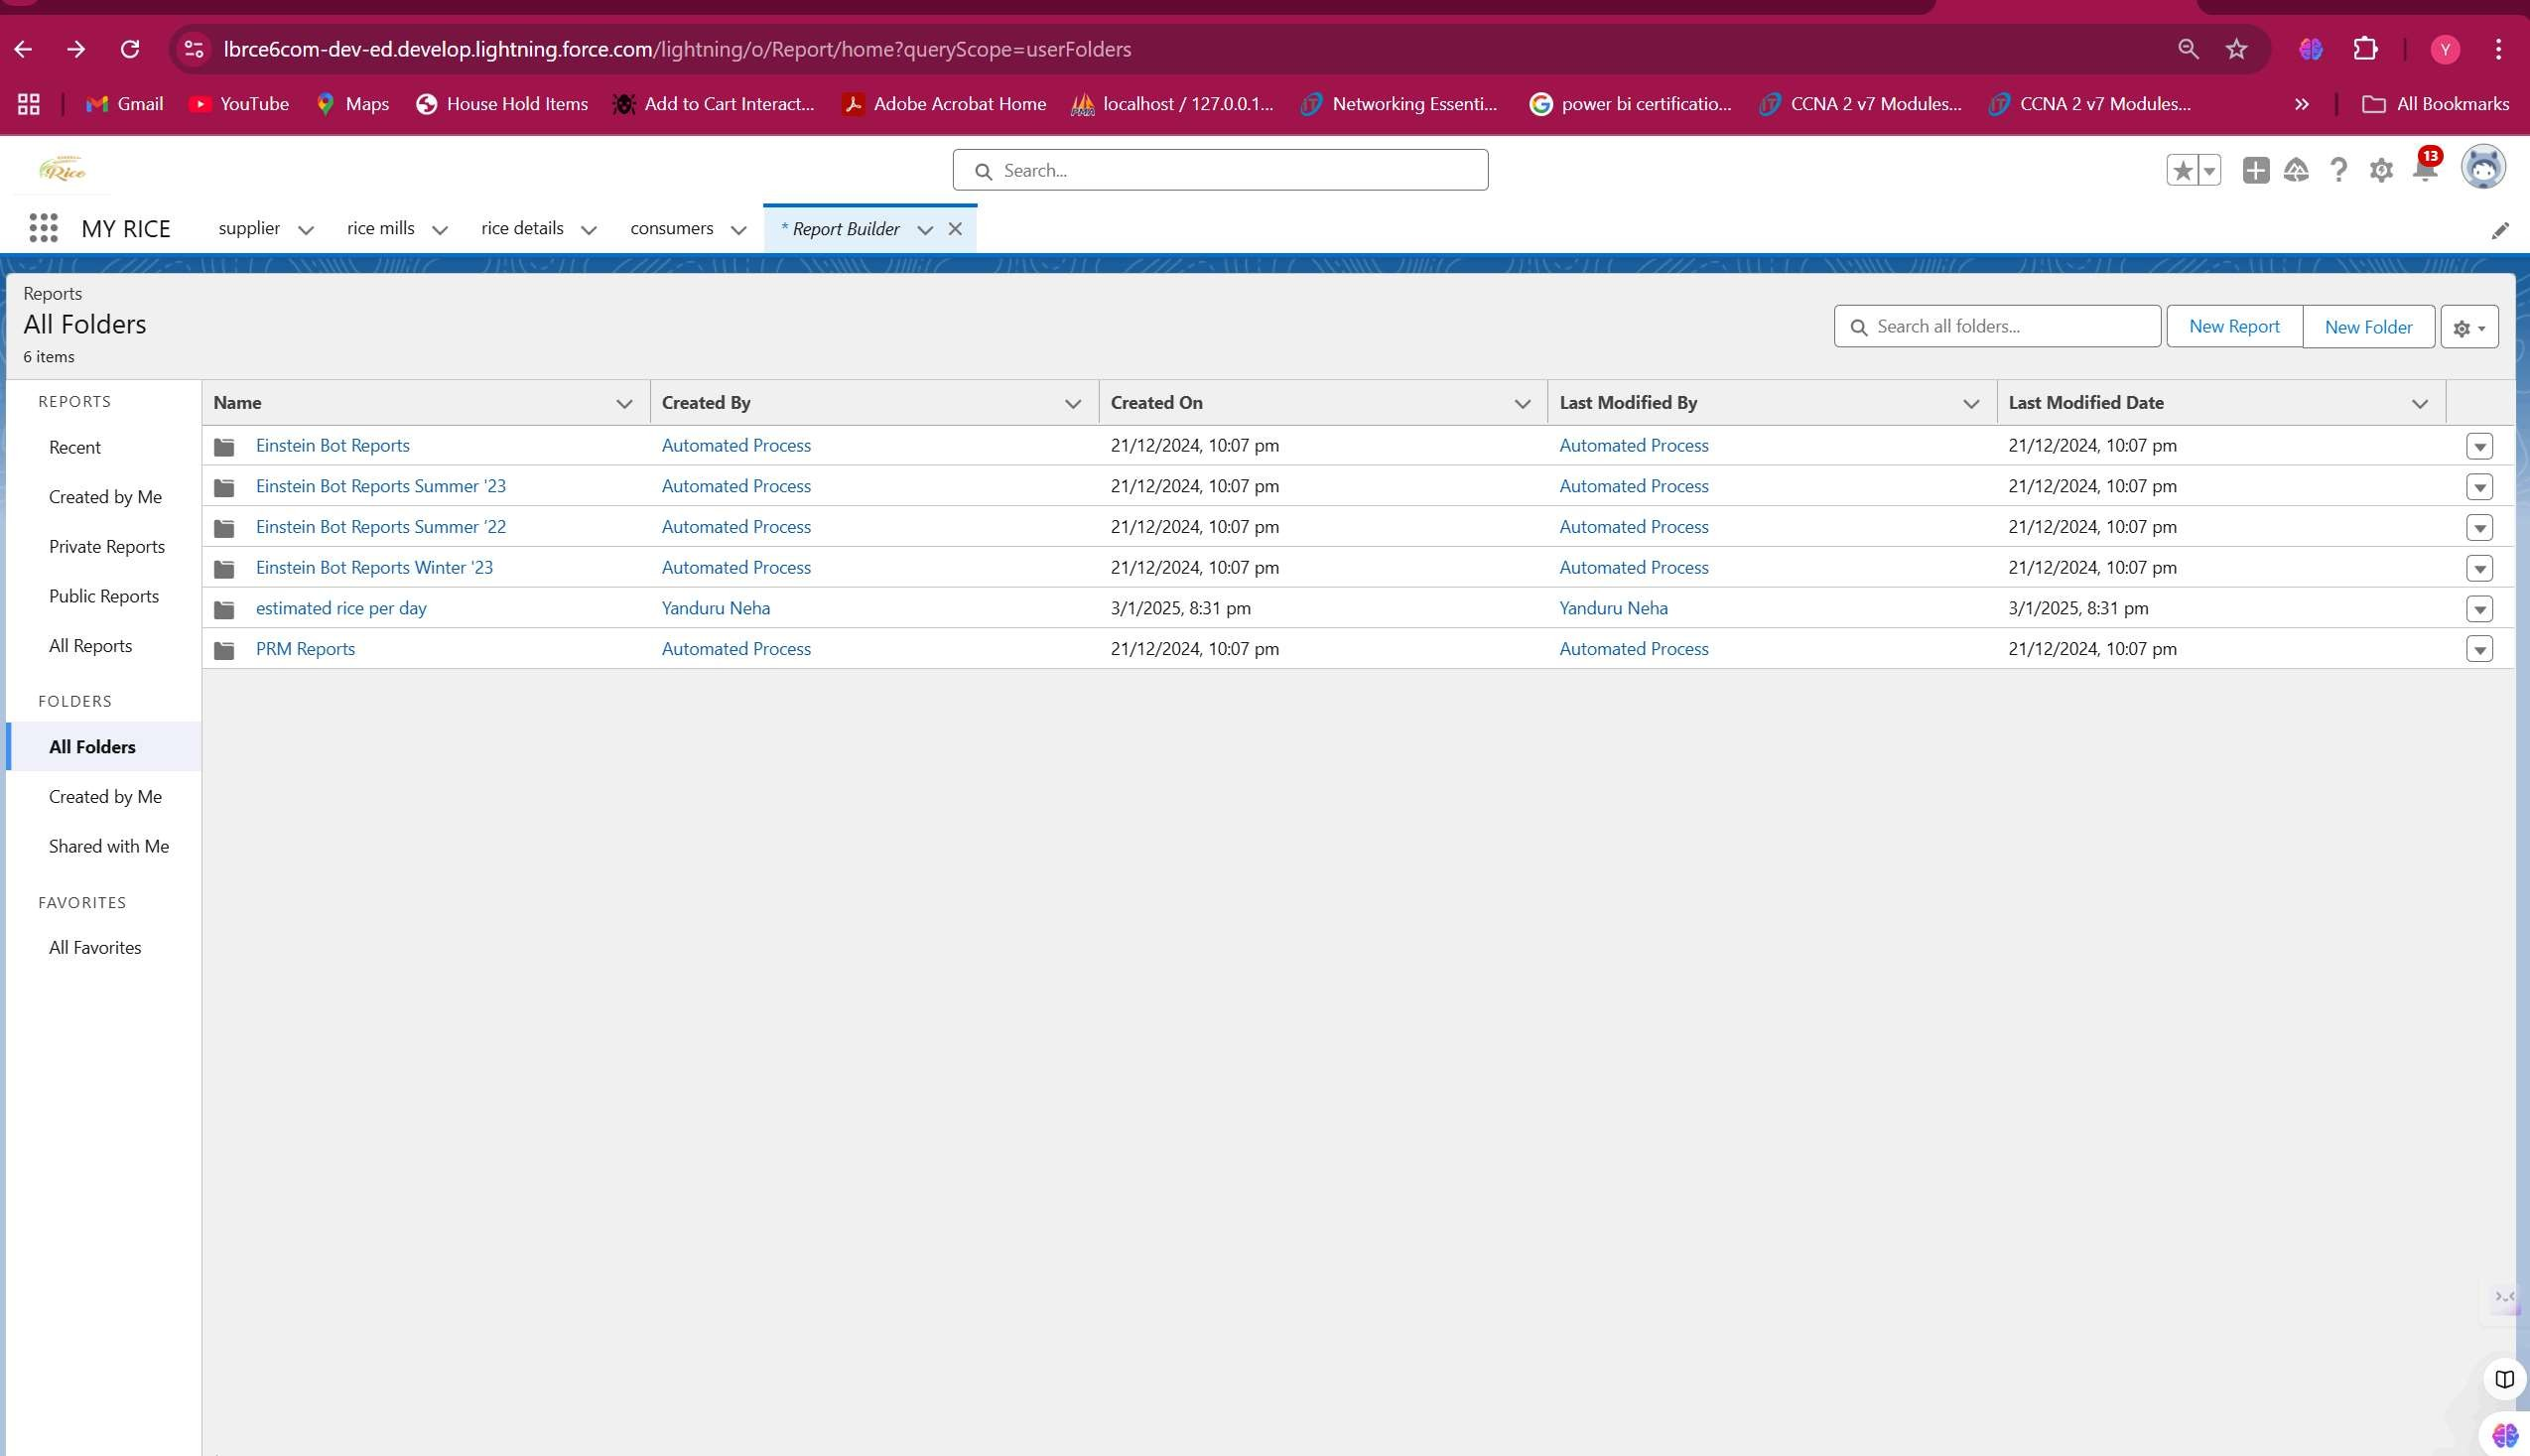 lbrce6com-dev-ed.develop.lightning.force.com/lightning/o/Report/home?queryScope=userFolders
Y
Gmail YouTube Maps House Hold Items Add to Cart Interact... Adobe Acrobat Home localhost / 127.0.0.1... Networking Essenti... power bi certificatio... CCNA 2 v7 Modules... CCNA 2 v7 Modules... » All Bookmarks
Rice
Search...
13
MY RICE supplier rice mills rice details consumers * Report Builder
Reports
All Folders
6 items
Search all folders... New Report New Folder
REPORTS
Recent
Created by Me
Private Reports
Public Reports
All Reports
FOLDERS
All Folders
Created by Me
Shared with Me
FAVORITES
All Favorites
Name Created By Created On Last Modified By Last Modified Date
Einstein Bot Reports Automated Process 21/12/2024, 10:07 pm Automated Process 21/12/2024, 10:07 pm
Einstein Bot Reports Summer '23 Automated Process 21/12/2024, 10:07 pm Automated Process 21/12/2024, 10:07 pm
Einstein Bot Reports Summer ‘22 Automated Process 21/12/2024, 10:07 pm Automated Process 21/12/2024, 10:07 pm
Einstein Bot Reports Winter '23 Automated Process 21/12/2024, 10:07 pm Automated Process 21/12/2024, 10:07 pm
estimated rice per day Yanduru Neha 3/1/2025, 8:31 pm Yanduru Neha 3/1/2025, 8:31 pm
PRM Reports Automated Process 21/12/2024, 10:07 pm Automated Process 21/12/2024, 10:07 pm